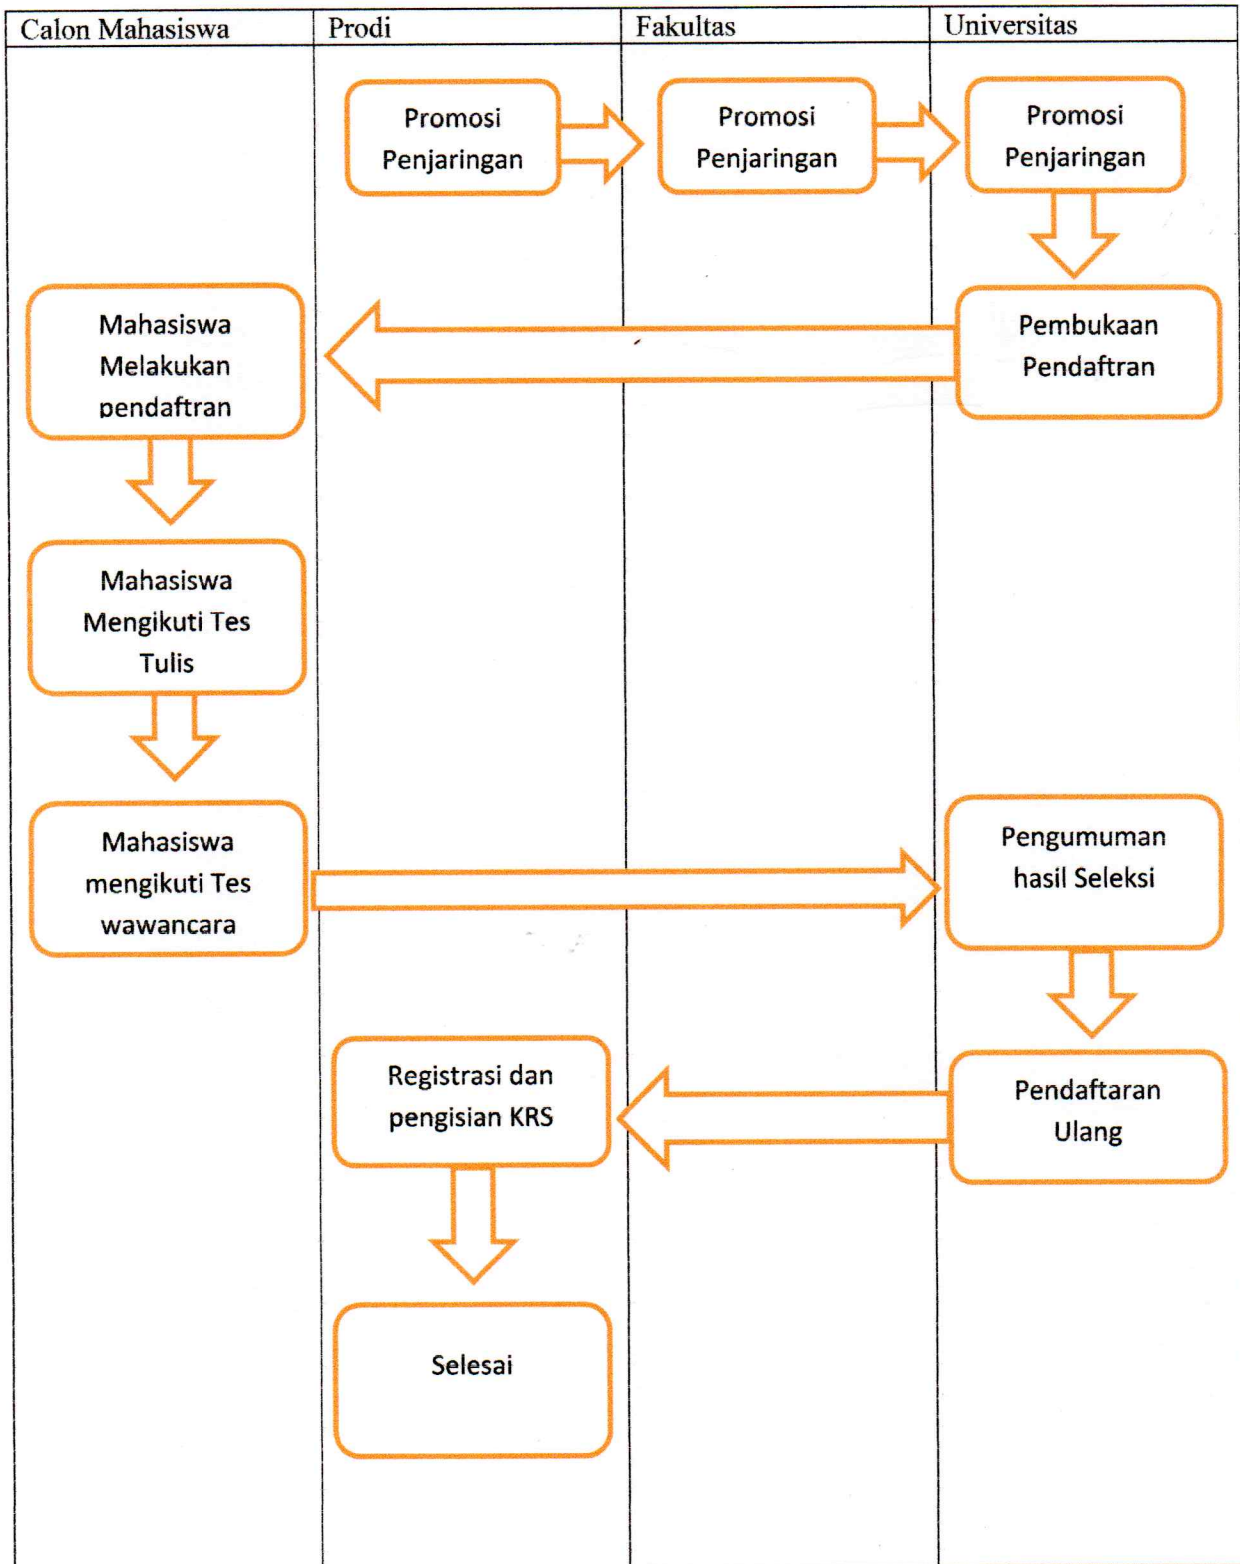 Calon Mahasiswa
Prodi
Fakultas
Universitas
Promosi
Penjaringan
Promosi
Penjaringan
Promosi
Penjaringan
Mahasiswa
Melakukan
pendaftran
Pembukaan
Pendaftran
Mahasiswa
Mengikuti Tes
Tulis
Mahasiswa
mengikuti Tes
wawancara
Pengumuman
hasil Seleksi
Registrasi dan
pengisian KRS
Pendaftaran
Ulang
Selesai